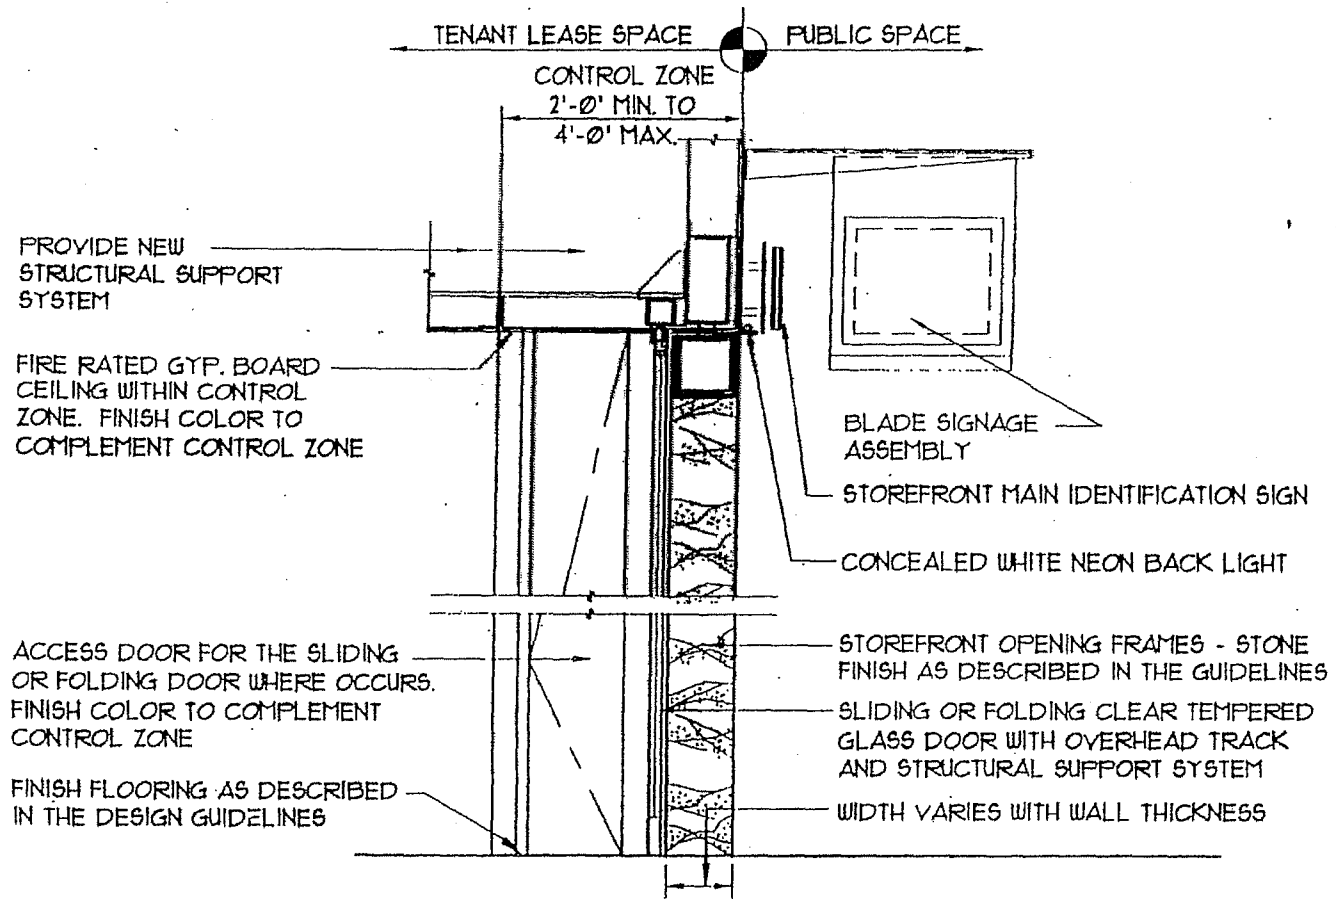 TENANT LEASE SPACE
PUBLIC SPACE
CONTROL ZONE
2'-0' MIN. TO
4'-0' MAX.
PROVIDE NEW
STRUCTURAL SUPPORT
SYSTEM
FIRE RATED GYP. BOARD
CEILING WITHIN CONTROL
ZONE. FINISH COLOR TO
COMPLEMENT CONTROL ZONE
ACCESS DOOR FOR THE SLIDING
OR FOLDING DOOR WHERE OCCURS.
FINISH COLOR TO COMPLEMENT
CONTROL ZONE
FINISH FLOORING AS DESCRIBED
IN THE DESIGN GUIDELINES
BLADE SIGNAGE
ASSEMBLY
STOREFRONT MAIN IDENTIFICATION SIGN
CONCEALED WHITE NEON BACK LIGHT
STOREFRONT OPENING FRAMES - STONE
FINISH AS DESCRIBED IN THE GUIDELINES
SLIDING OR FOLDING CLEAR TEMPERED
GLASS DOOR WITH OVERHEAD TRACK
AND STRUCTURAL SUPPORT SYSTEM
WIDTH VARIES WITH WALL THICKNESS